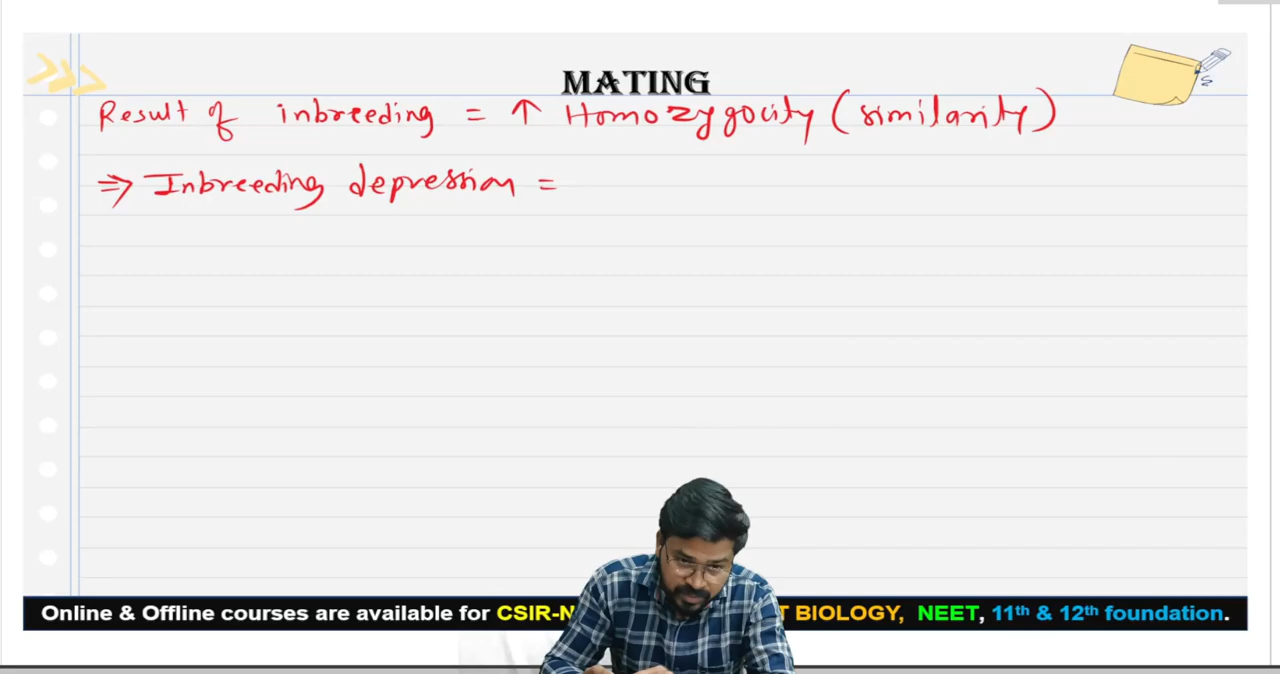 MATING
Result of inbreeding = ↑ Homozygocity (similarity)
⇒ Inbreeding depression =
Online & Offline courses are available for CSIR-N BIOLOGY, NEET, 11th & 12th foundation.